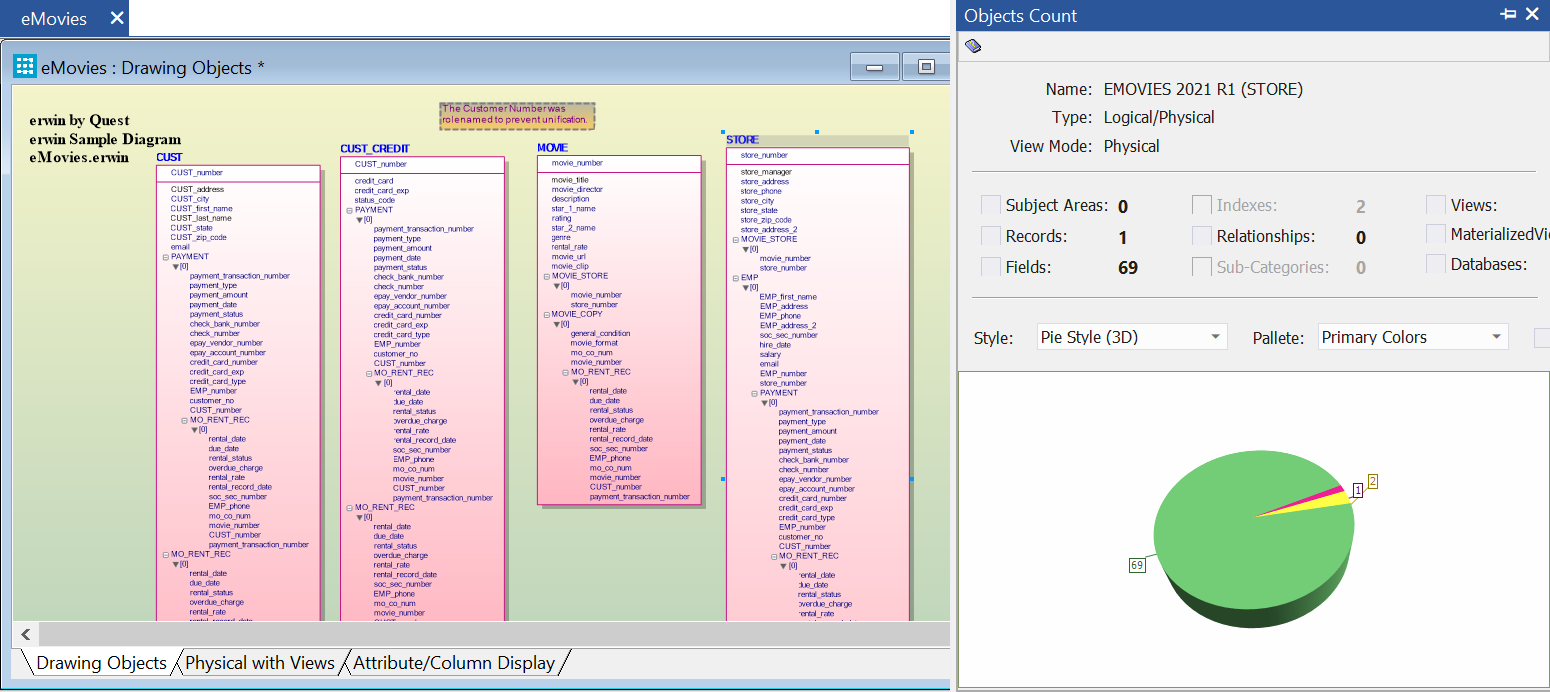 eMovies
eMovies : Drawing Objects *
erwin by Quest
erwin Sample Diagram
eMovies.erwin
The Customer Number was
rolenamed to prevent unification.
CUST
CUST_number
CUST_address
CUST_city
CUST_first_name
CUST_last_name
CUST_state
CUST_zip_code
email
PAYMENT
[0]
payment_transaction_number
payment_type
payment_amount
payment_date
payment_status
check_bank_number
check_number
epay_vendor_number
epay_account_number
credit_card_number
credit_card_exp
credit_card_type
EMP_number
customer_no
CUST_number
MO_RENT_REC
[0]
rental_date
due_date
rental_status
overdue_charge
rental_rate
rental_record_date
soc_sec_number
EMP_phone
mo_co_num
movie_number
CUST_number
payment_transaction_number
MO_RENT_REC
[0]
rental_date
due_date
rental_status
overdue_charge
rental_rate
CUST_CREDIT
CUST_number
credit_card
credit_card_exp
status_code
PAYMENT
[0]
payment_transaction_number
payment_type
payment_amount
payment_date
payment_status
check_bank_number
check_number
epay_vendor_number
epay_account_number
credit_card_number
credit_card_exp
credit_card_type
EMP_number
customer_no
CUST_number
MO_RENT_REC
[0]
rental_date
due_date
rental_status
overdue_charge
rental_rate
rental_record_date
soc_sec_number
EMP_phone
mo_co_num
movie_number
CUST_number
payment_transaction_number
MO_RENT_REC
[0]
rental_date
due_date
rental_status
overdue_charge
rental_rate
rental_record_date
soc_sec_number
EMP_phone
mo_co_num
movie_number
MOVIE
movie_number
movie_title
movie_director
description
star_1_name
rating
star_2_name
genre
rental_rate
movie_url
movie_clip
MOVIE_STORE
[0]
movie_number
store_number
MOVIE_COPY
[0]
general_condition
movie_format
mo_co_num
movie_number
MO_RENT_REC
[0]
rental_date
due_date
rental_status
overdue_charge
rental_rate
rental_record_date
soc_sec_number
EMP_phone
mo_co_num
movie_number
CUST_number
payment_transaction_number
STORE
store_number
store_manager
store_address
store_phone
store_city
store_state
store_zip_code
store_address_2
MOVIE_STORE
[0]
movie_number
store_number
EMP
[0]
EMP_first_name
EMP_address
EMP_phone
EMP_address_2
soc_sec_number
hire_date
salary
email
EMP_number
store_number
PAYMENT
[0]
payment_transaction_number
payment_type
payment_amount
payment_date
payment_status
check_bank_number
check_number
epay_vendor_number
epay_account_number
credit_card_number
credit_card_exp
credit_card_type
EMP_number
customer_no
CUST_number
MO_RENT_REC
[0]
rental_date
due_date
rental_status
overdue_charge
rental_rate
Drawing Objects
Physical with Views
Attribute/Column Display
Objects Count
Name: EMOVIES 2021 R1 (STORE)
Type: Logical/Physical
View Mode: Physical
Subject Areas: 0 Indexes: 2 Views:
Records: 1 Relationships: 0 MaterializedVi
Fields: 69 Sub-Categories: 0 Databases:
Style: Pie Style (3D) Pallete: Primary Colors
2
1
69